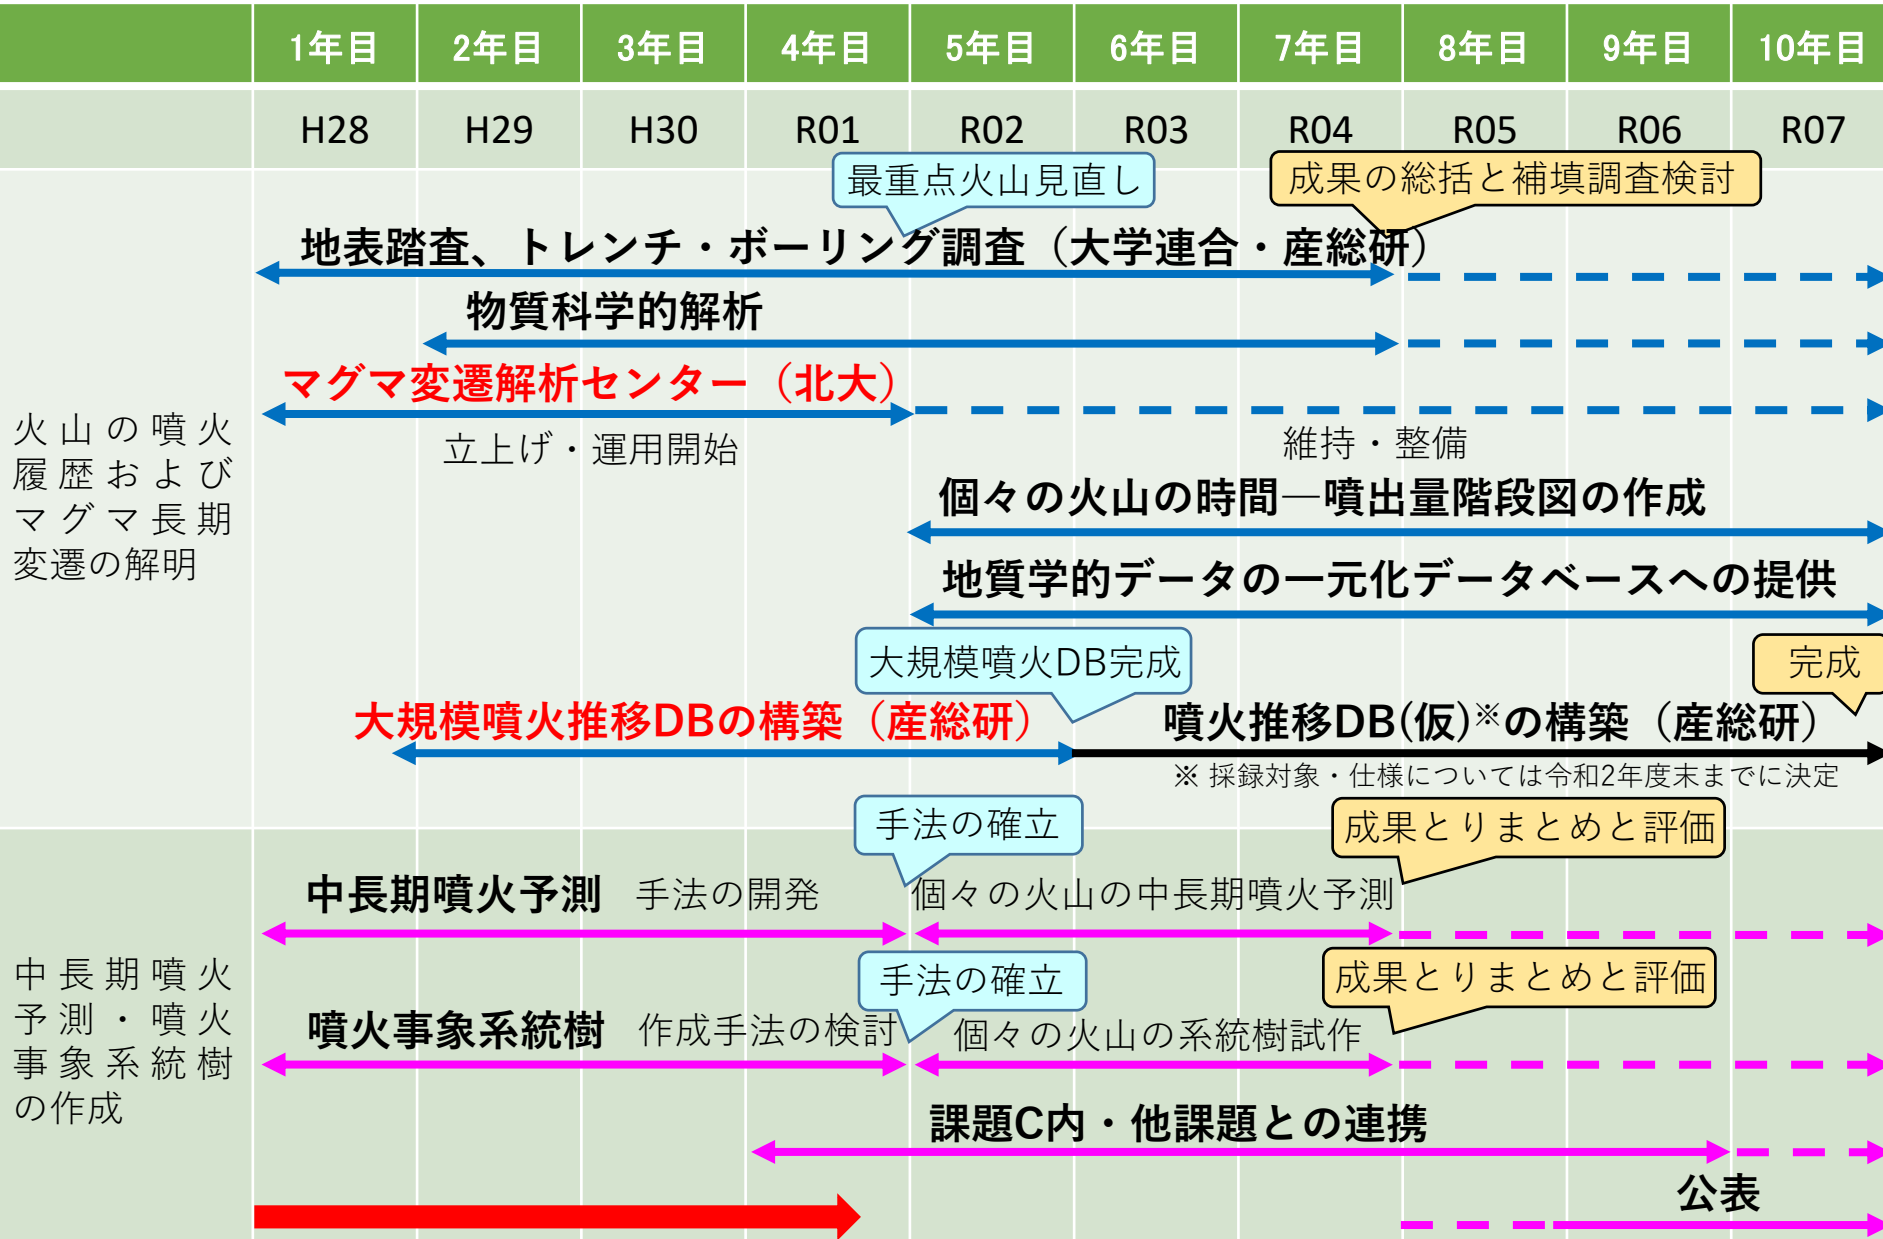 1年目 2年目 3年目 4年目 5年目 6年目 7年目 8年目 9年目 10年目
H28 H29 H30 R01 R02 R03 R04 R05 R06 R07
最重点火山見直し
成果の総括と補填調査検討
地表踏査、トレンチ・ボーリング調査（大学連合・産総研）
物質科学的解析
マグマ変遷解析センター（北大）
立上げ・運用開始
維持・整備
火山の噴火
履歴および
マグマ長期
変遷の解明
個々の火山の時間―噴出量階段図の作成
地質学的データの一元化データベースへの提供
大規模噴火DB完成
完成
大規模噴火推移DBの構築（産総研）
噴火推移DB(仮)※の構築（産総研）
※ 採録対象・仕様については令和2年度末までに決定
手法の確立
成果とりまとめと評価
中長期噴火予測 手法の開発
個々の火山の中長期噴火予測
手法の確立
成果とりまとめと評価
中長期噴火
予測・噴火
事象系統樹
の作成
噴火事象系統樹 作成手法の検討
個々の火山の系統樹試作
課題C内・他課題との連携
公表